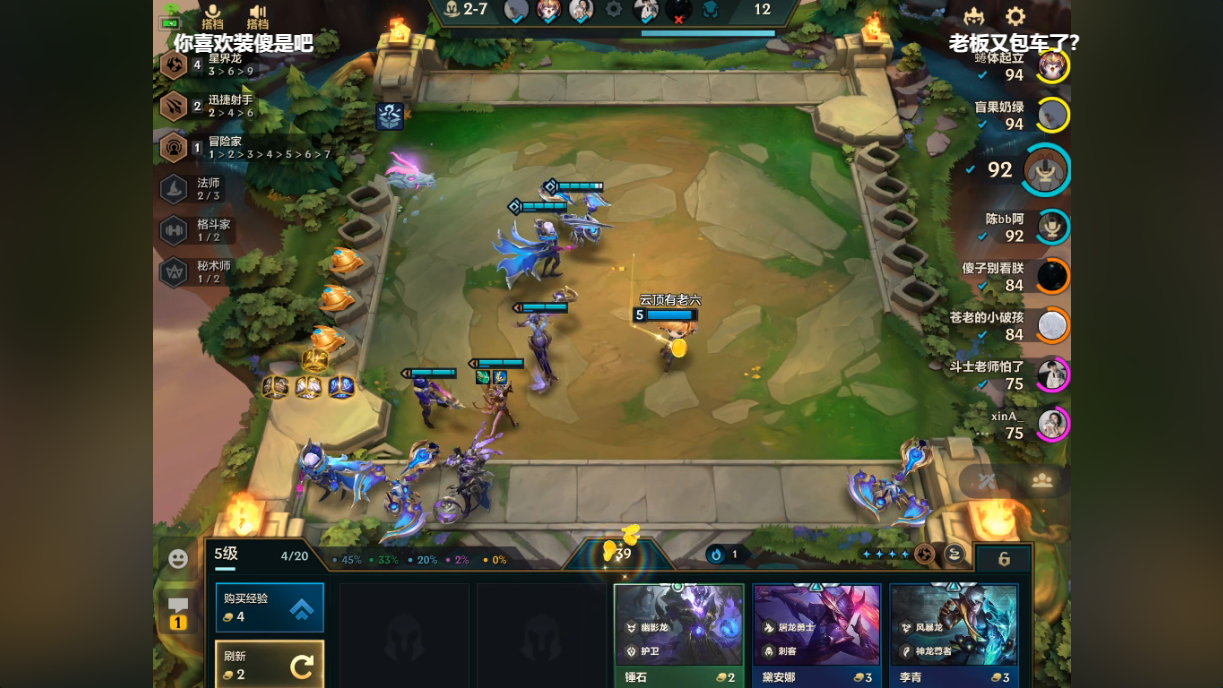 搭档
搭档
2-7
12
你喜欢装傻是吧
老板又包车了?
4
星界龙
3 > 6 > 9
2
迅捷射手
2 > 4 > 6
1
冒险家
1 > 2 > 3 > 4 > 5 > 6 > 7
法师
2 / 3
格斗家
1 / 2
秘术师
1 / 2
94
盲果奶绿
94
92
陈bb阿
92
傻子别看朕
84
苍老的小破孩
84
斗士老师怕了
75
xinA_
75
云顶有老六
5
5级
4/20
45%
33%
20%
2%
0%
39
1
6
购买经验
4
刷新
2
1
幽影龙
护卫
锤石
2
屠龙勇士
刺客
黛安娜
3
风暴龙
神龙尊者
李青
3